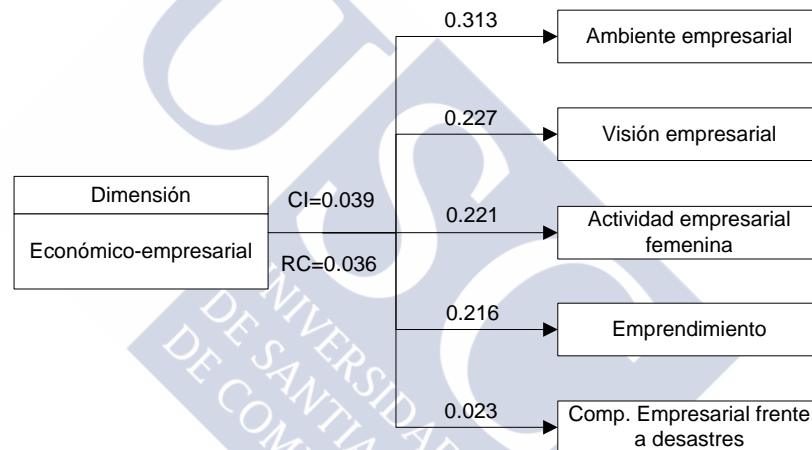 0.313
Ambiente empresarial
0.227
Visión empresarial
Dimensión
Económico-empresarial
CI=0.039
RC=0.036
0.221
Actividad empresarial
femenina
0.216
Emprendimiento
0.023
Comp. Empresarial frente
a desastres
USC